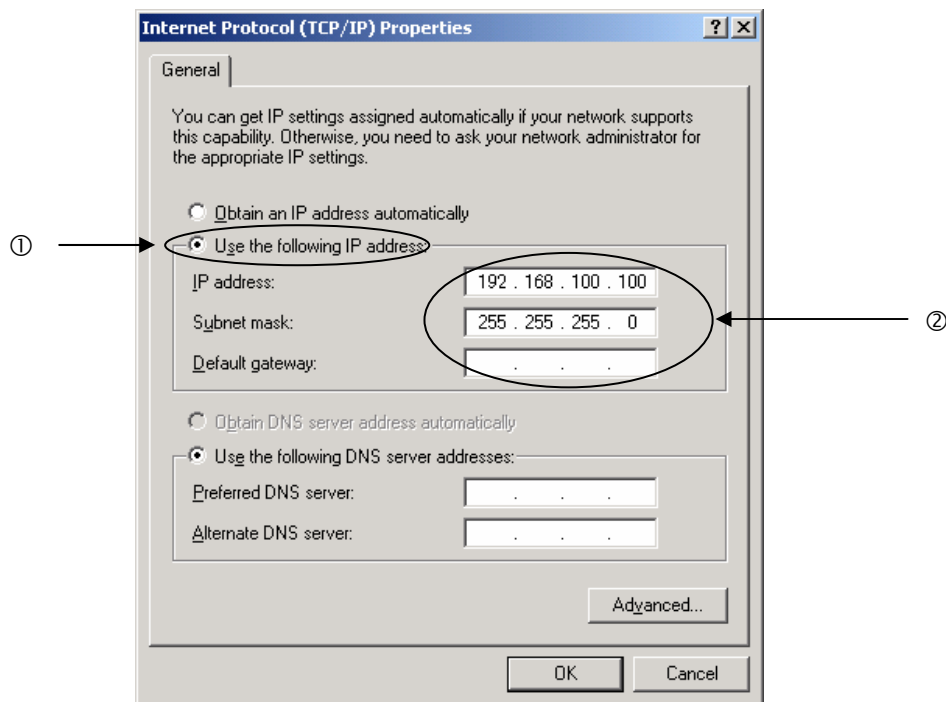 Internet Protocol (TCP/IP) Properties
General
You can get IP settings assigned automatically if your network supports
this capability. Otherwise, you need to ask your network administrator for
the appropriate IP settings.
Obtain an IP address automatically
① Use the following IP address:
IP address: 192 . 168 . 100 . 100
Subnet mask: 255 . 255 . 255 . 0
②
Default gateway: . . .
Obtain DNS server address automatically
Use the following DNS server addresses:
Preferred DNS server: . . .
Alternate DNS server: . . .
Advanced...
OK Cancel